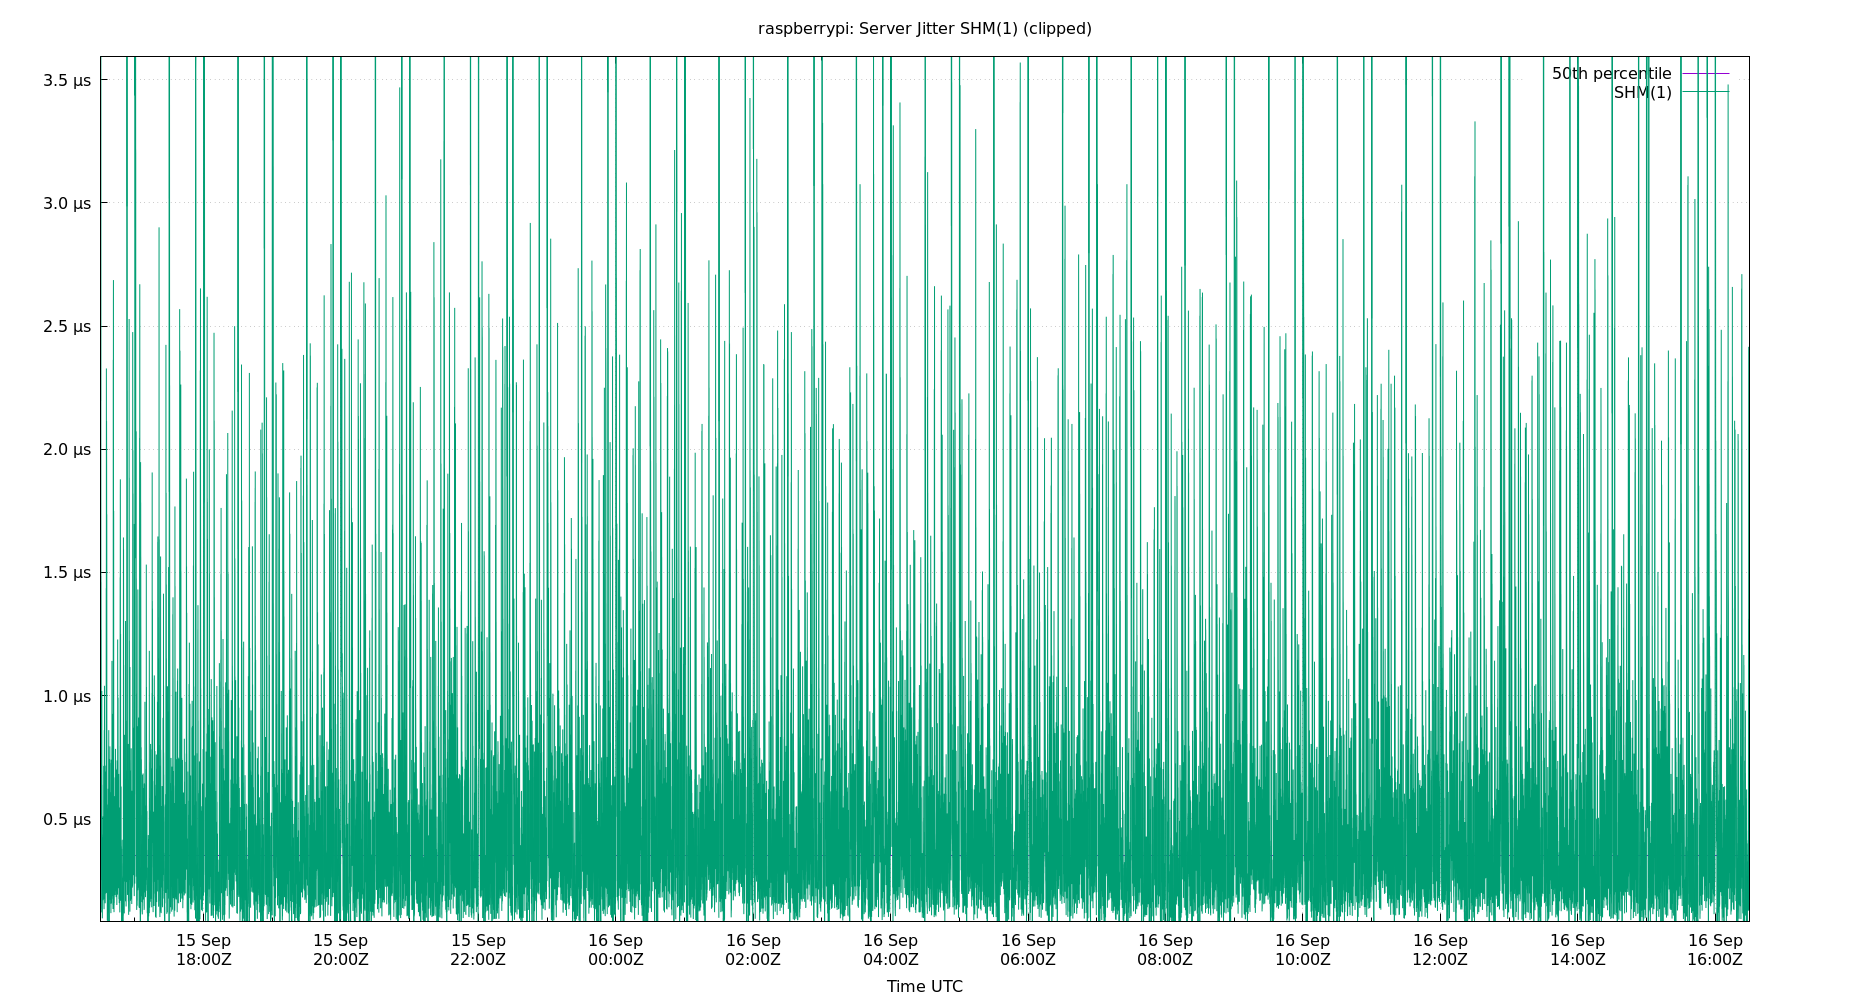 raspberrypi: Server Jitter SHM(1) (clipped)
50th percentile
SHM(1)
3.5 µs
3.0 µs
2.5 µs
2.0 µs
1.5 µs
1.0 µs
0.5 µs
15 Sep 15 Sep 15 Sep 16 Sep 16 Sep 16 Sep 16 Sep 16 Sep 16 Sep 16 Sep 16 Sep 16 Sep
18:00Z 20:00Z 22:00Z 00:00Z 02:00Z 04:00Z 06:00Z 08:00Z 10:00Z 12:00Z 14:00Z 16:00Z
Time UTC